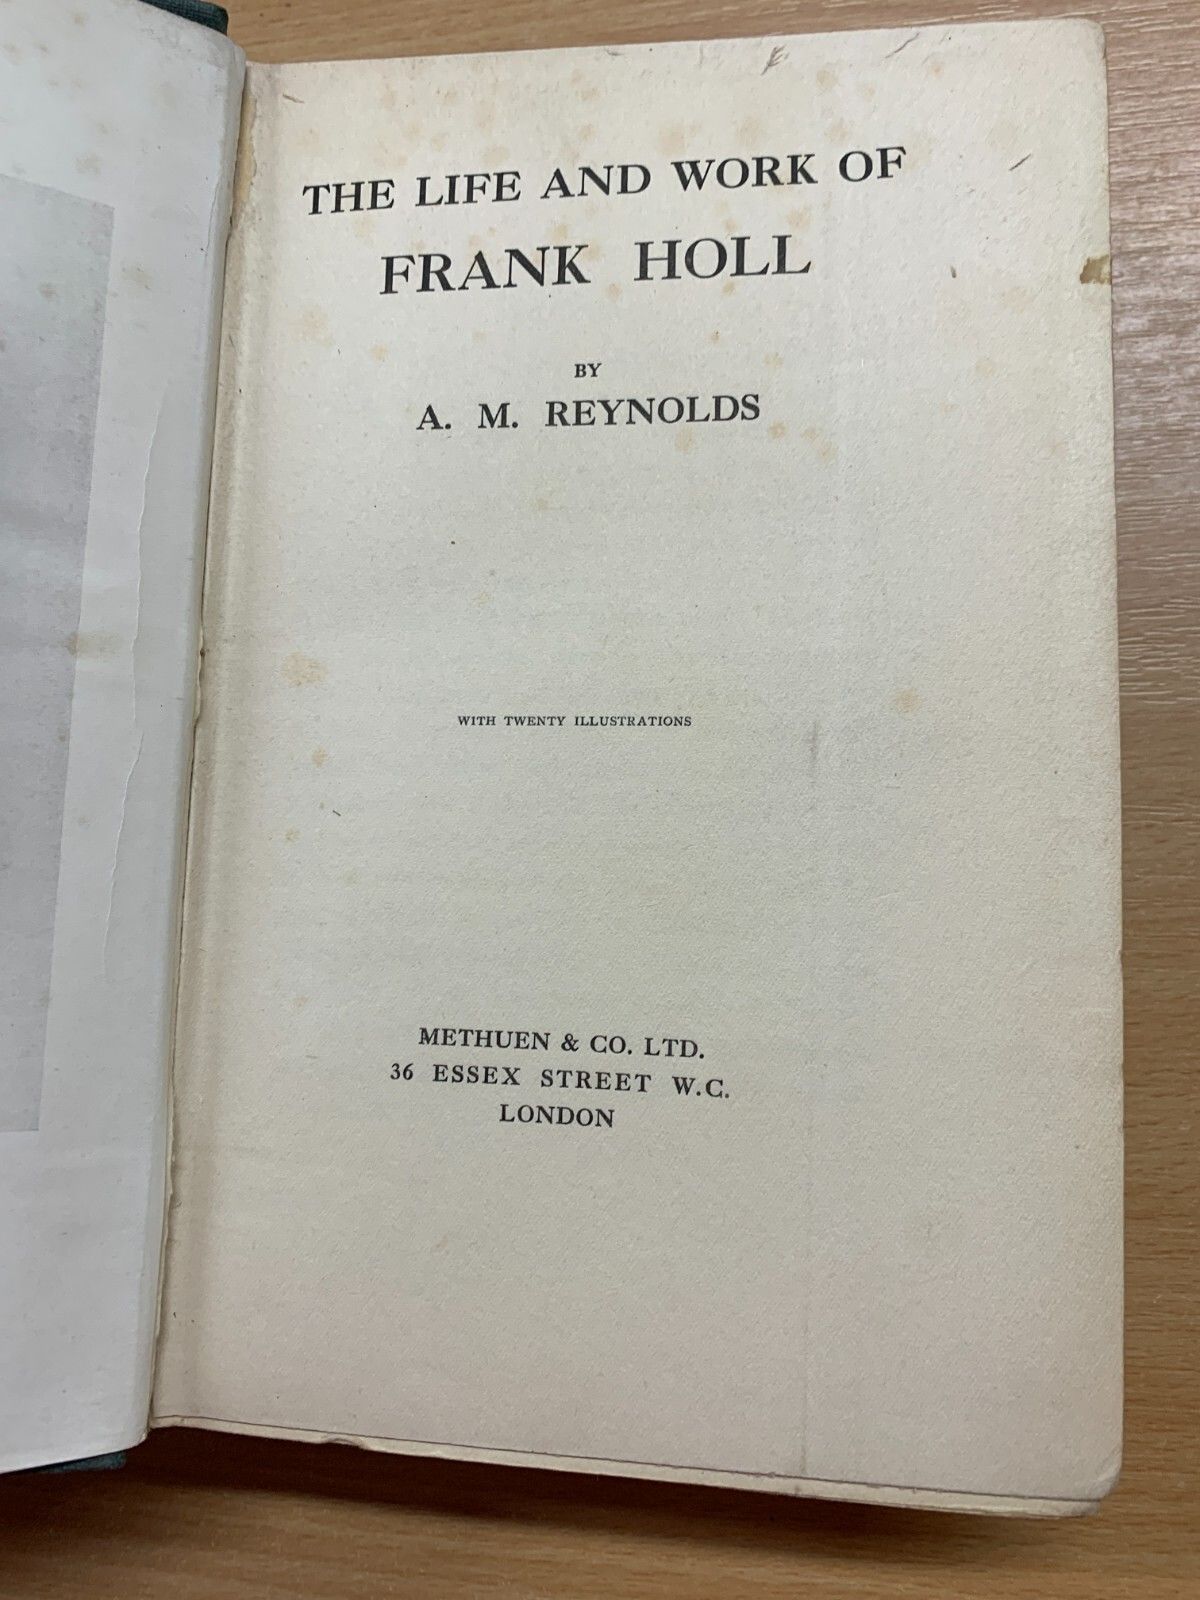 THE LIFE AND WORK OF
FRANK HOLL
BY
A. M. REYNOLDS
WITH TWENTY ILLUSTRATIONS
METHUEN & CO. LTD.
36 ESSEX STREET W.C.
LONDON